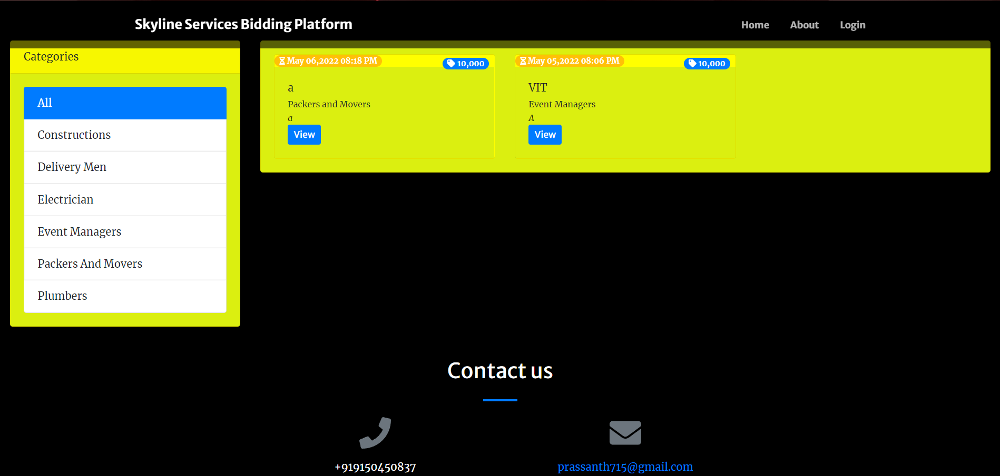 Skyline Services Bidding Platform
Home
About
Login
Categories
All
Constructions
Delivery Men
Electrician
Event Managers
Packers And Movers
Plumbers
May 06,2022 08:18 PM
10,000
a
Packers and Movers
a
View
May 05,2022 08:06 PM
10,000
VIT
Event Managers
A
View
Contact us
+919150450837
prassanth715@gmail.com